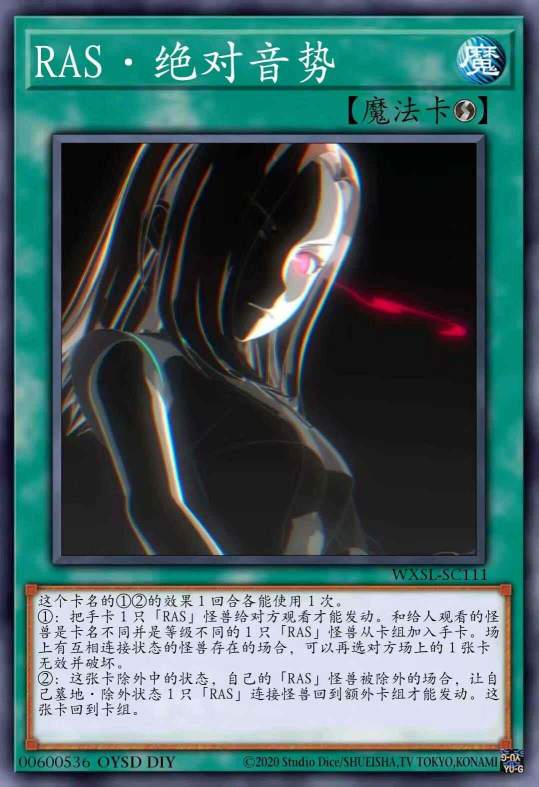 RAS・绝对音势
魔
【魔法卡】
WXSL-SC111
这个卡名的①②的效果1回合各能使用1次。
①：把手卡1只「RAS」怪兽给对方观看才能发动。和给人观看的怪
兽是卡名不同并是等级不同的1只「RAS」怪兽从卡组加入手卡。场
上有互相连接状态的怪兽存在的场合，可以再选对方场上的1张卡
无效并破坏。
②：这张卡除外中的状态，自己的「RAS」怪兽被除外的场合，让自
己墓地・除外状态1只「RAS」连接怪兽回到额外卡组才能发动。这
张卡回到卡组。
00600536 OYSD DIY
©2020 Studio Dice/SHUEISHA,TV TOKYO,KONAMI
YU-G